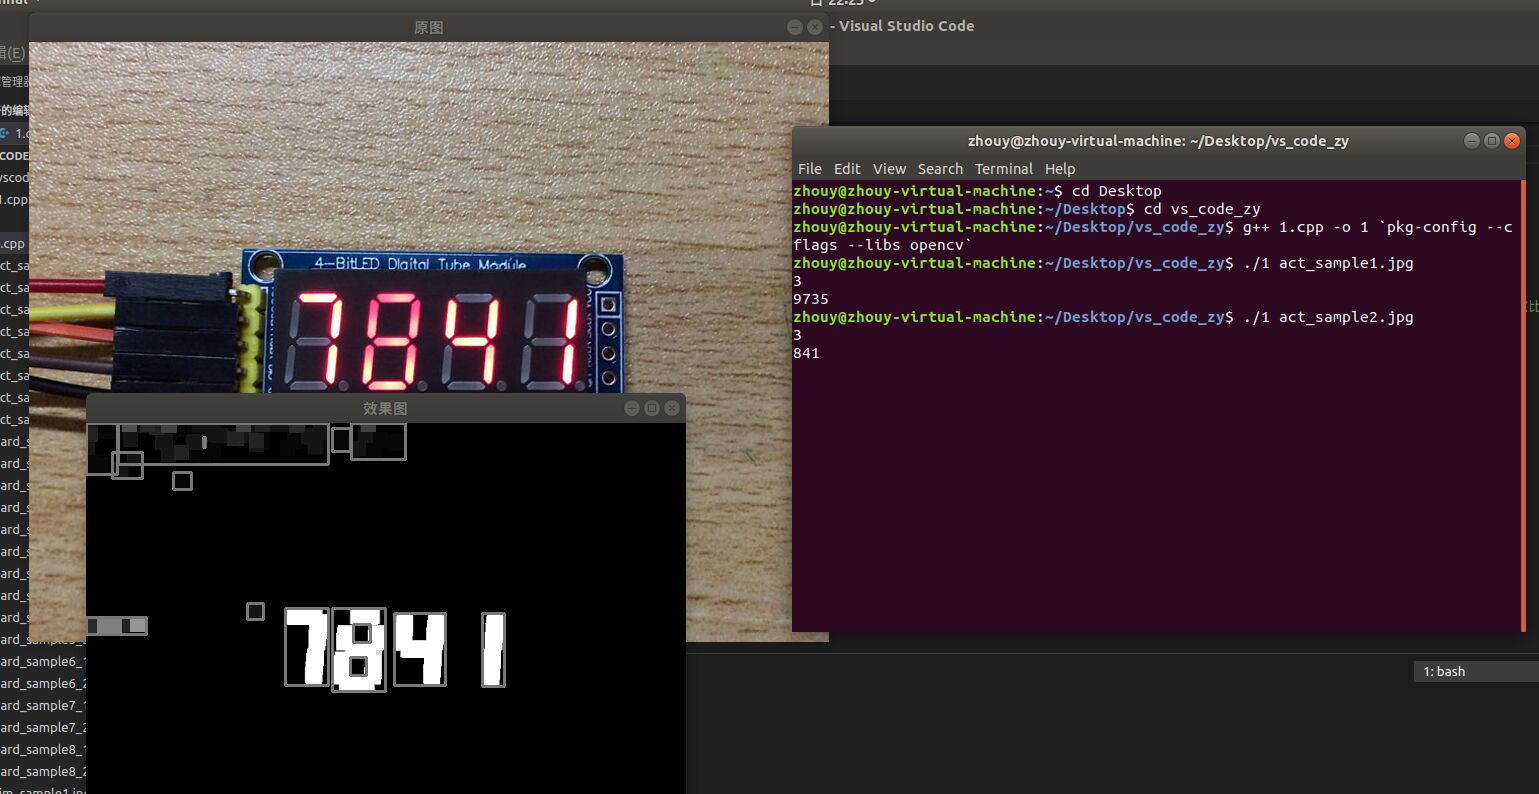 22:25
原图
- Visual Studio Code
辑(E)
管理器
的编辑
1.c
CODE
vscod
1.cpp
.cpp
ct_sa
ct_sa
ct_sa
ct_sa
ct_sa
ct_sa
ct_sa
ct_sa
ard_s
ard_s
ard_s
ard_s
ard_s
ard_s
ard_s
ard_s
ard_s
ard_sample6_1
ard_sample6_2
ard_sample7_1
ard_sample7_2
ard_sample8_1
ard_sample8_2
4-BitLED Digital Tube Module
7841
效果图
7841
zhouy@zhouy-virtual-machine: ~/Desktop/vs_code_zy
File Edit View Search Terminal Help
zhouy@zhouy-virtual-machine:~$ cd Desktop
zhouy@zhouy-virtual-machine:~/Desktop$ cd vs_code_zy
zhouy@zhouy-virtual-machine:~/Desktop/vs_code_zy$ g++ 1.cpp -o 1 `pkg-config --c
flags --libs opencv`
zhouy@zhouy-virtual-machine:~/Desktop/vs_code_zy$ ./1 act_sample1.jpg
3
9735
zhouy@zhouy-virtual-machine:~/Desktop/vs_code_zy$ ./1 act_sample2.jpg
3
841
1: bash